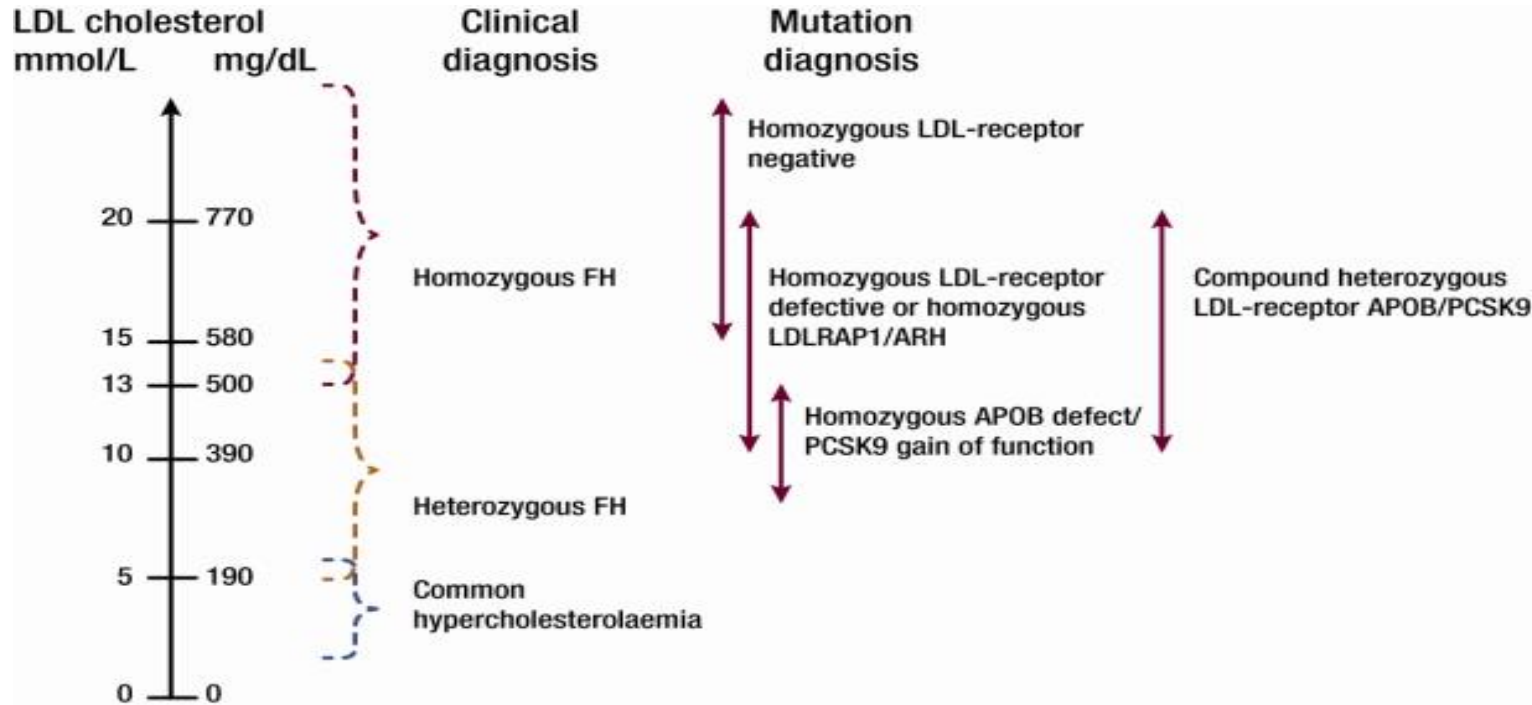 LDL cholesterol
mmol/L mg/dL
Clinical
diagnosis
Mutation
diagnosis
Homozygous LDL-receptor
negative
20 770
Homozygous FH
Homozygous LDL-receptor
defective or homozygous
LDLRAP1/ARH
Compound heterozygous
LDL-receptor APOB/PCSK9
15 580
13 500
Homozygous APOB defect/
PCSK9 gain of function
10 390
Heterozygous FH
5 190
Common
hypercholesterolaemia
0 0